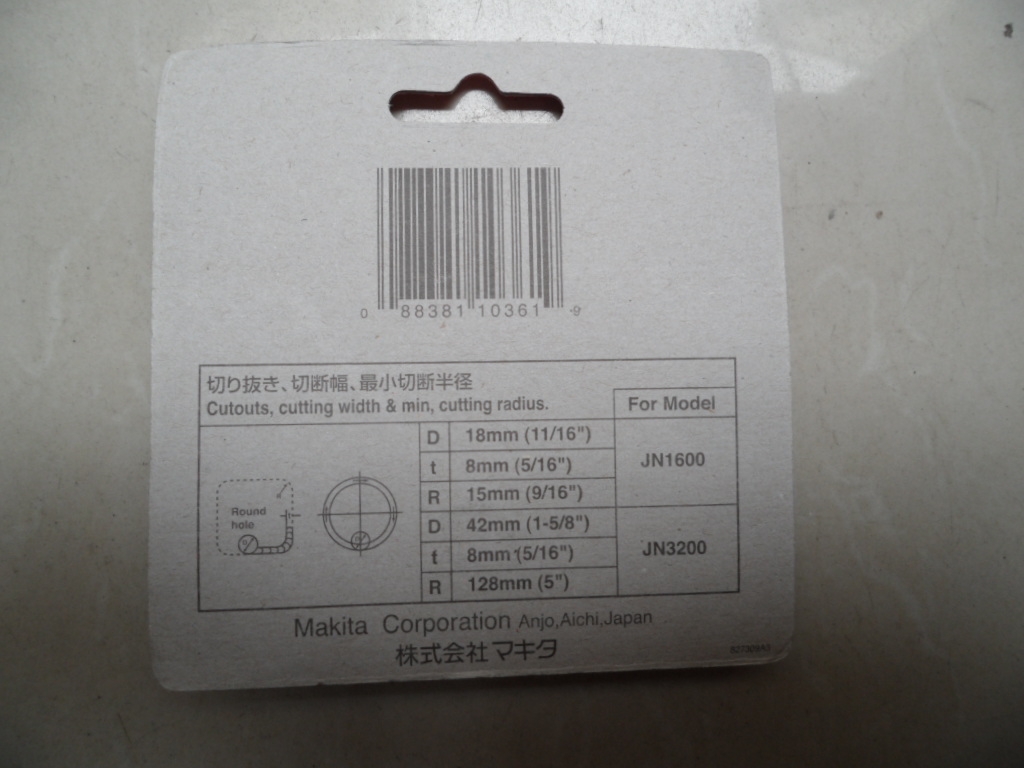 0 88381 10361 9
切り抜き、切断幅、最小切断半径
Cutouts, cutting width & min, cutting radius.
For Model
D 18mm (11/16")
t 8mm (5/16")
R 15mm (9/16")
JN1600
D 42mm (1-5/8")
t 8mm (5/16")
R 128mm (5")
JN3200
Round
hole
Makita Corporation Anjo,Aichi,Japan
株式会社マキタ